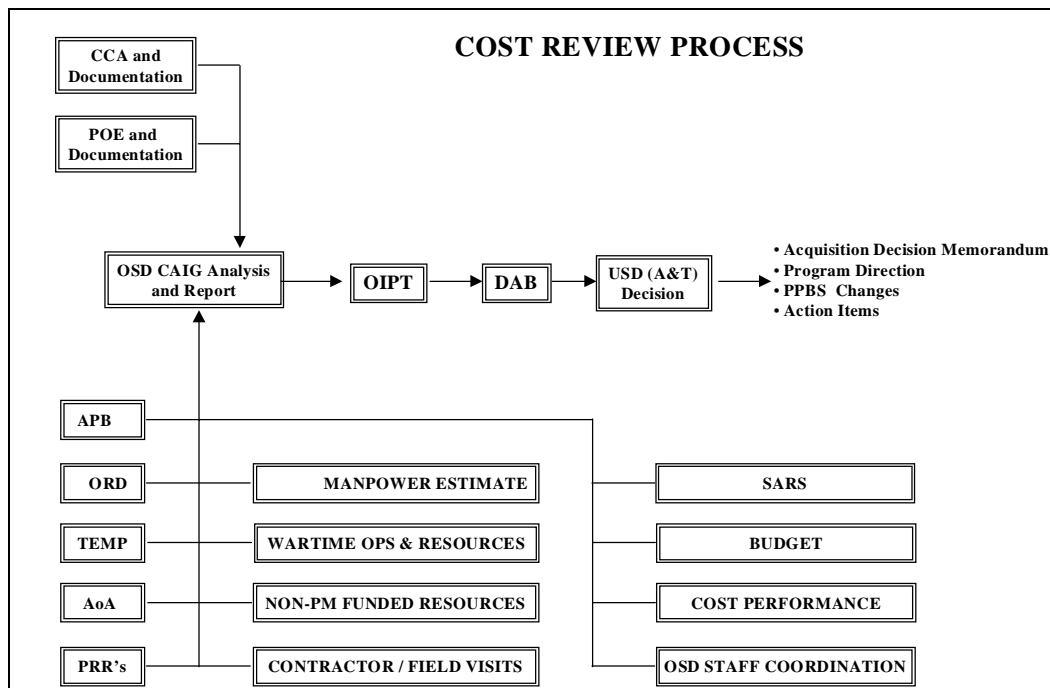 COST REVIEW PROCESS
CCA and
Documentation
POE and
Documentation
OSD CAIG Analysis
and Report
OIPT
DAB
USD (A&T)
Decision
• Acquisition Decision Memorandum
• Program Direction
• PPBS Changes
• Action Items
APB
ORD
MANPOWER ESTIMATE
SARS
TEMP
WARTIME OPS & RESOURCES
BUDGET
AoA
NON-PM FUNDED RESOURCES
COST PERFORMANCE
PRR's
CONTRACTOR / FIELD VISITS
OSD STAFF COORDINATION